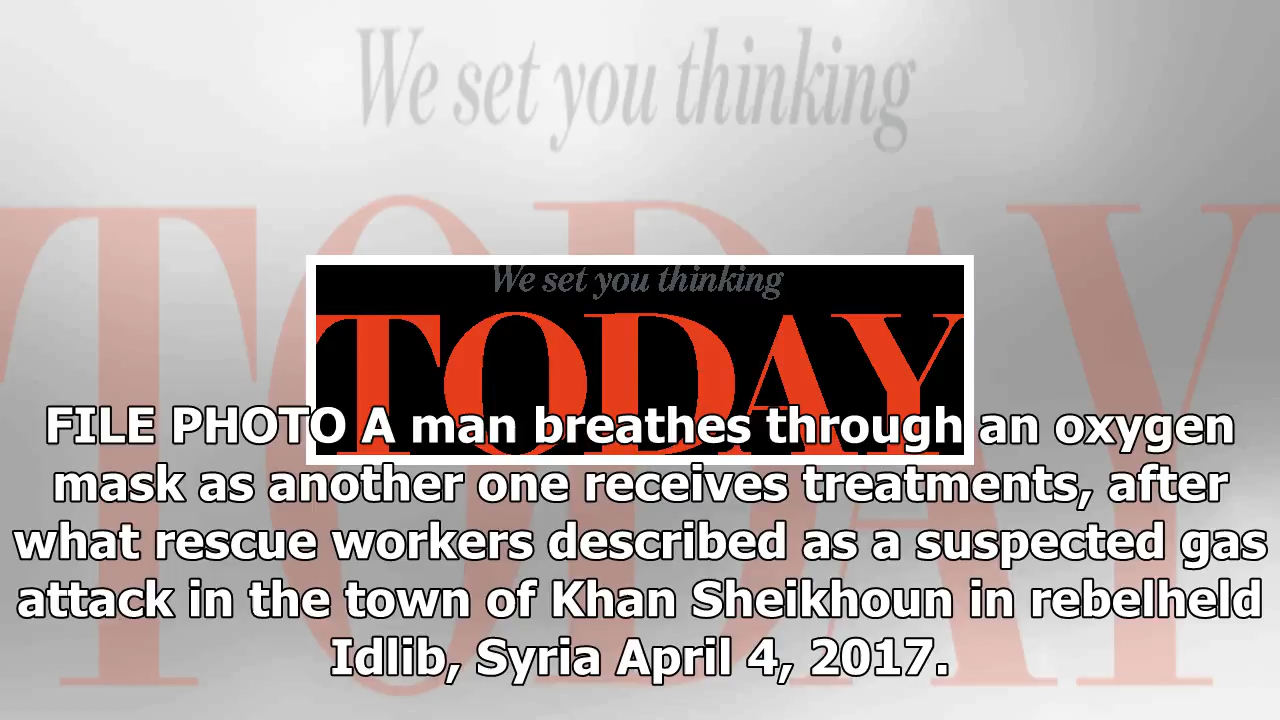 We set you thinking
TODAY
We set you thinking
TODAY
FILE PHOTO A man breathes through an oxygen
mask as another one receives treatments, after
what rescue workers described as a suspected gas
attack in the town of Khan Sheikhoun in rebelheld
Idlib, Syria April 4, 2017.